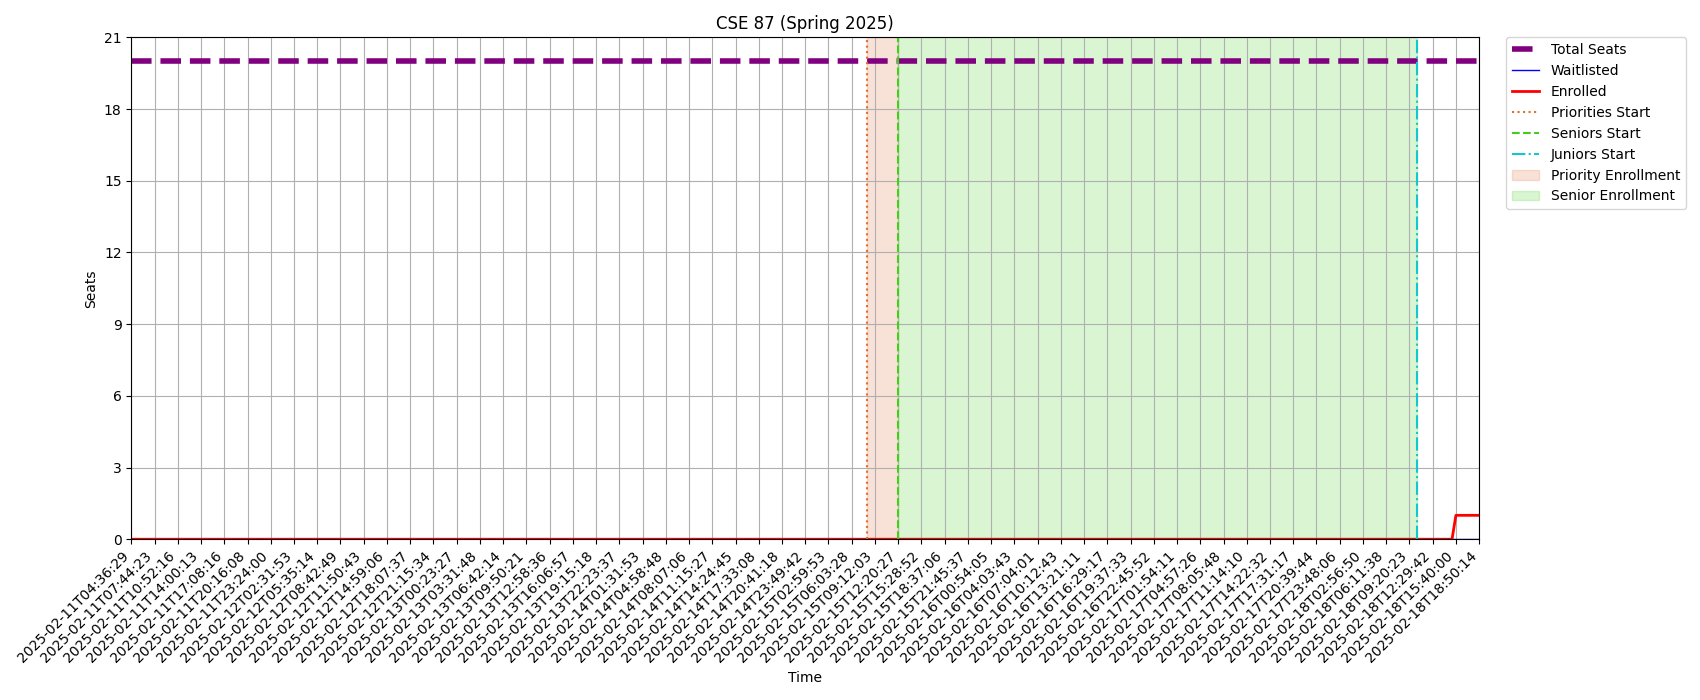 CSE 87 (Spring 2025)
21
18
15
12
9
6
3
0
Seats
2025-02-11T04:36:29
2025-02-11T07:44:23
2025-02-11T10:52:16
2025-02-11T14:00:13
2025-02-11T17:08:16
2025-02-11T20:16:08
2025-02-11T23:24:00
2025-02-12T02:31:53
2025-02-12T05:35:14
2025-02-12T08:42:49
2025-02-12T11:50:43
2025-02-12T14:59:06
2025-02-12T18:07:37
2025-02-12T21:15:34
2025-02-13T00:23:27
2025-02-13T03:31:48
2025-02-13T06:42:14
2025-02-13T09:50:21
2025-02-13T12:58:36
2025-02-13T16:06:57
2025-02-13T19:15:18
2025-02-13T22:23:37
2025-02-14T01:31:53
2025-02-14T04:58:48
2025-02-14T08:07:06
2025-02-14T11:15:27
2025-02-14T14:24:45
2025-02-14T17:33:08
2025-02-14T20:41:18
2025-02-14T23:49:42
2025-02-15T02:59:53
2025-02-15T06:03:28
2025-02-15T09:12:03
2025-02-15T12:20:27
2025-02-15T15:28:52
2025-02-15T18:37:06
2025-02-15T21:45:37
2025-02-16T00:54:05
2025-02-16T04:03:43
2025-02-16T07:04:01
2025-02-16T10:12:43
2025-02-16T13:21:11
2025-02-16T16:29:17
2025-02-16T19:37:33
2025-02-16T22:45:52
2025-02-17T01:54:11
2025-02-17T04:57:26
2025-02-17T08:05:48
2025-02-17T11:14:10
2025-02-17T14:22:32
2025-02-17T17:31:17
2025-02-17T20:39:44
2025-02-17T23:48:06
2025-02-18T02:56:50
2025-02-18T06:11:38
2025-02-18T09:20:23
2025-02-18T12:29:42
2025-02-18T15:40:00
2025-02-18T18:50:14
Time
Total Seats
Waitlisted
Enrolled
Priorities Start
Seniors Start
Juniors Start
Priority Enrollment
Senior Enrollment